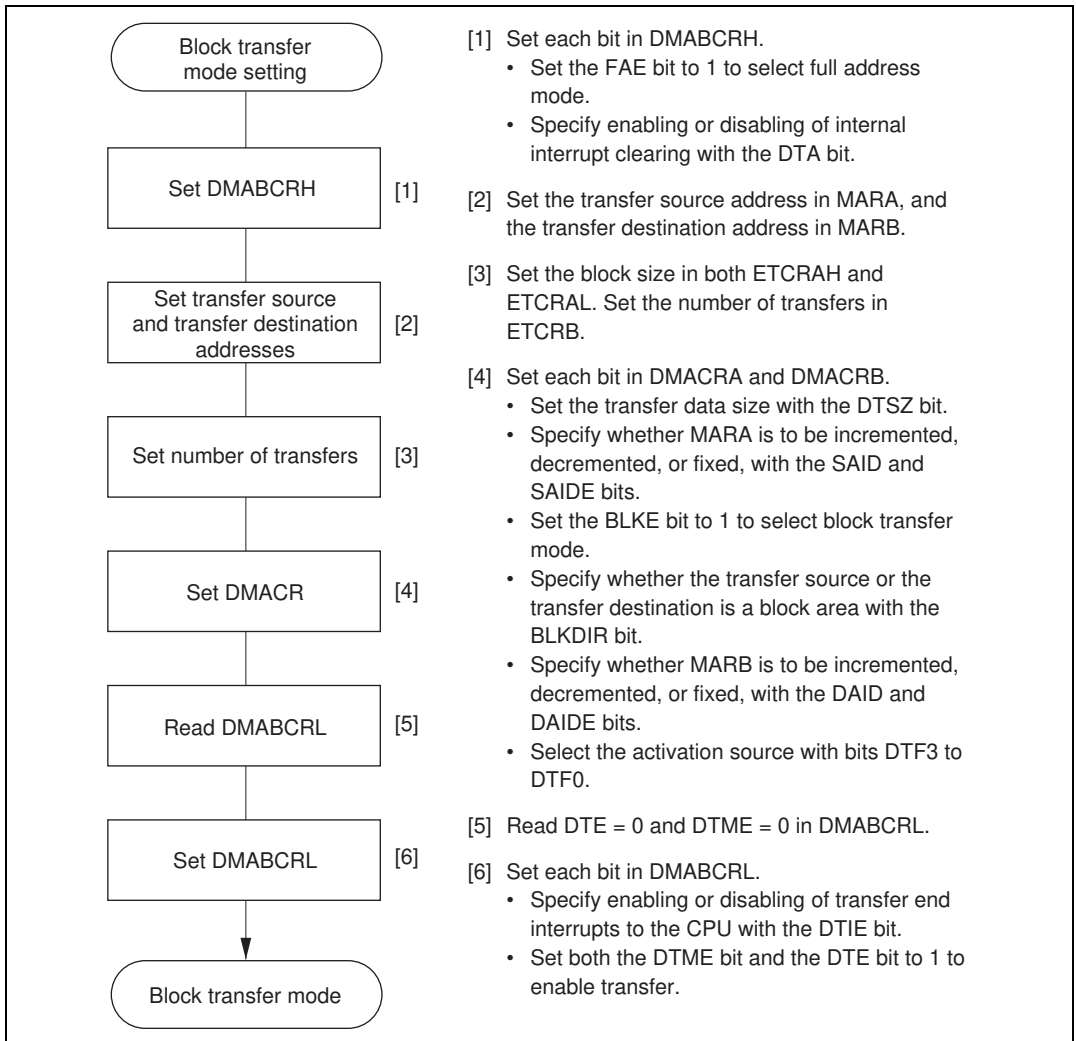 Block transfer
mode setting
Set DMABCRH
[1]
Set transfer source
and transfer destination
addresses
[2]
Set number of transfers
[3]
Set DMACR
[4]
Read DMABCRL
[5]
Set DMABCRL
[6]
Block transfer mode
[1] Set each bit in DMABCRH.
• Set the FAE bit to 1 to select full address
mode.
• Specify enabling or disabling of internal
interrupt clearing with the DTA bit.
[2] Set the transfer source address in MARA, and
the transfer destination address in MARB.
[3] Set the block size in both ETCRAH and
ETCRAL. Set the number of transfers in
ETCRB.
[4] Set each bit in DMACRA and DMACRB.
• Set the transfer data size with the DTSZ bit.
• Specify whether MARA is to be incremented,
decremented, or fixed, with the SAID and
SAIDE bits.
• Set the BLKE bit to 1 to select block transfer
mode.
• Specify whether the transfer source or the
transfer destination is a block area with the
BLKDIR bit.
• Specify whether MARB is to be incremented,
decremented, or fixed, with the DAID and
DAIDE bits.
• Select the activation source with bits DTF3 to
DTF0.
[5] Read DTE = 0 and DTME = 0 in DMABCRL.
[6] Set each bit in DMABCRL.
• Specify enabling or disabling of transfer end
interrupts to the CPU with the DTIE bit.
• Set both the DTME bit and the DTE bit to 1 to
enable transfer.